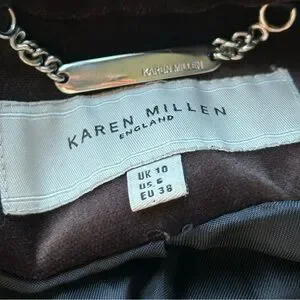 KAREN MILLEN
KAREN MILLEN
ENGLAND
UK 10
US 6
EU 38